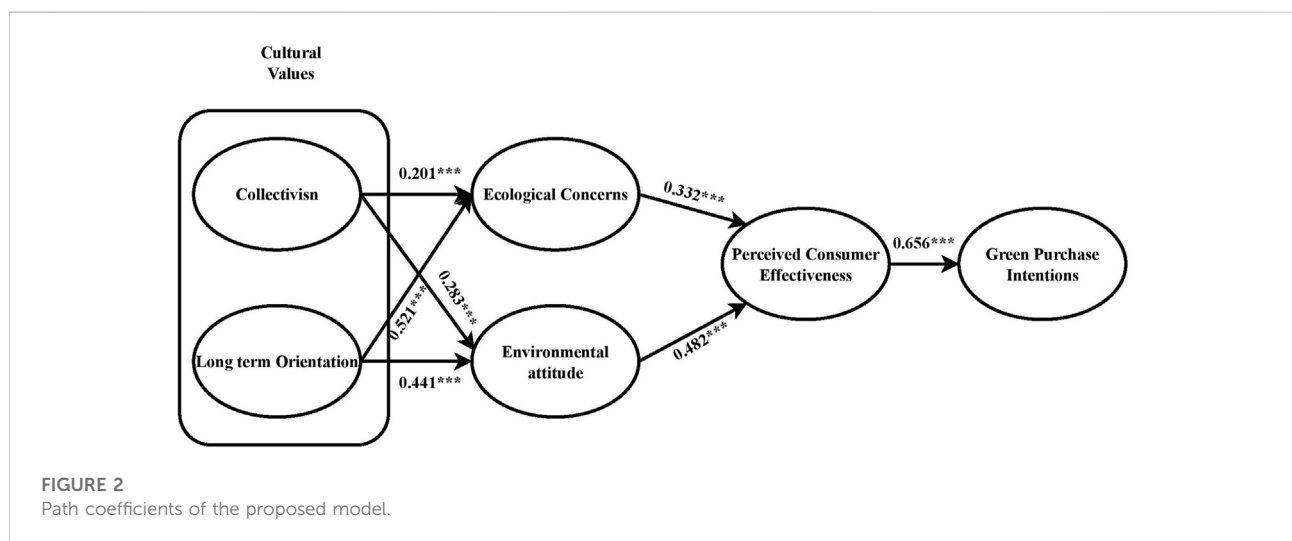 Cultural
Values
Collectivisn
0.201***
Ecological Concerns
0.332***
0.283***
0.521***
Perceived Consumer
Effectiveness
0.656***
Green Purchase
Intentions
Long term Orientation
0.441***
Environmental
attitude
0.482***
FIGURE 2
Path coefficients of the proposed model.